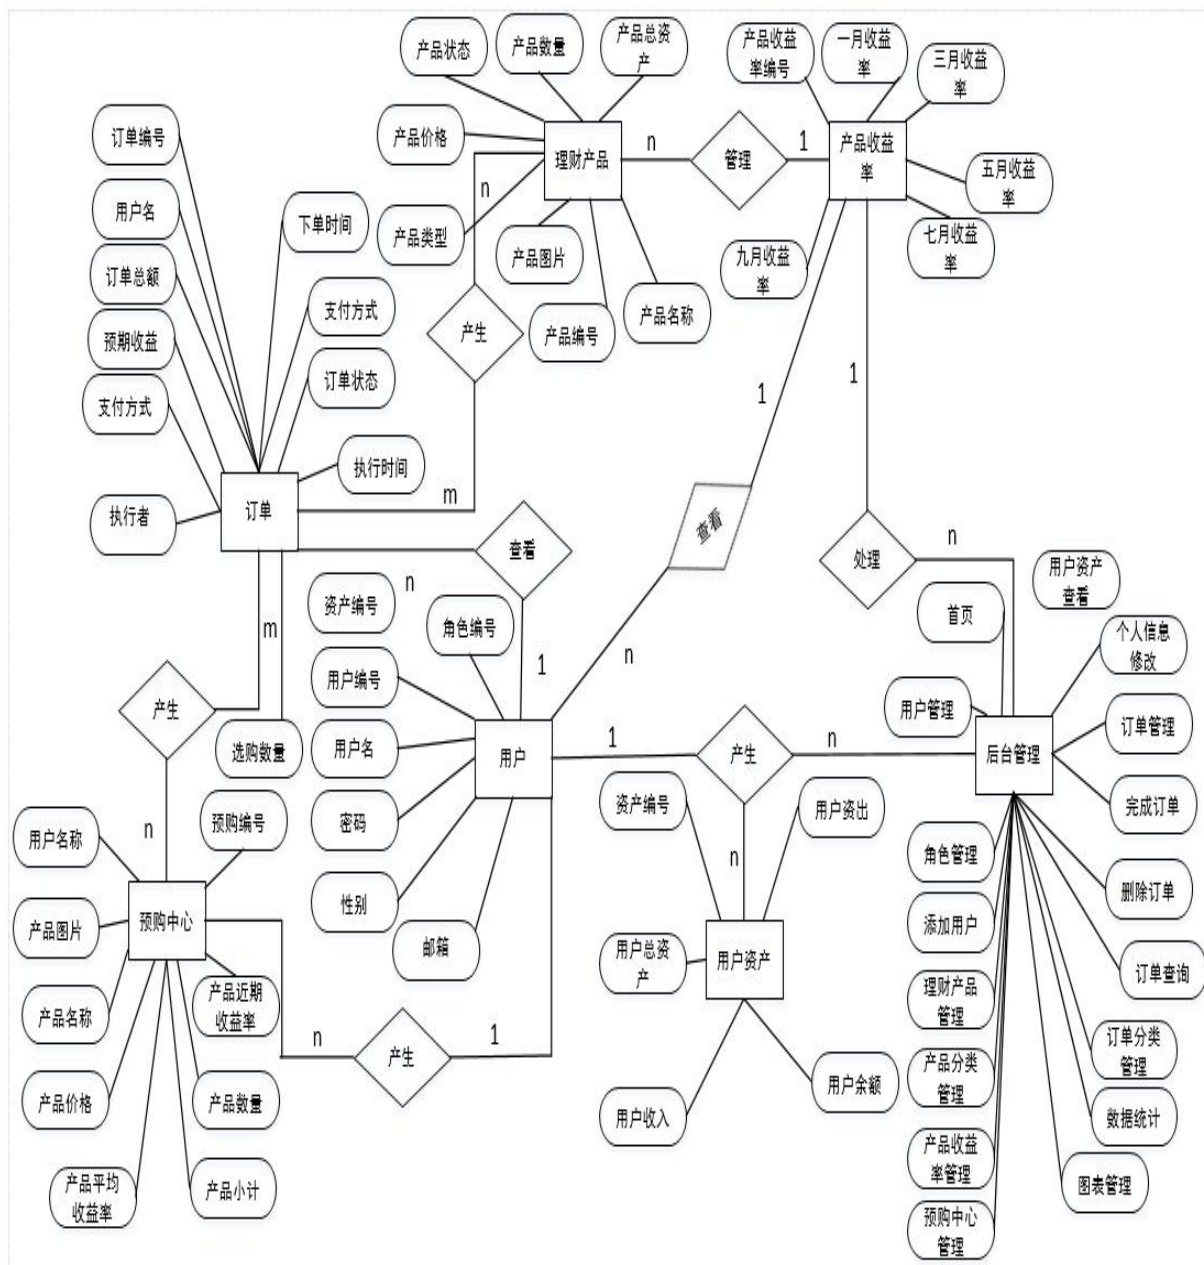 产品状态
产品数量
产品总资
产
产品收益
率编号
一月收益
率
三月收益
率
订单编号
产品价格
理财产品
n
管理
1
产品收益
率
五月收益
率
用户名
下单时间
n
产品类型
产品图片
九月收益
率
七月收益
率
订单总额
支付方式
产生
产品编号
产品名称
预期收益
订单状态
1
1
支付方式
执行时间
m
订单
执行者
查看
查看
处理
n
用户资产
查看
n
资产编号
角色编号
首页
m
用户编号
1
n
个人信息
修改
产生
用户管理
订单管理
选购数量
用户名
用户
1
产生
n
后台管理
预购编号
密码
资产编号
用户资出
完成订单
用户名称
n
n
角色管理
性别
删除订单
预购中心
产品图片
邮箱
添加用户
用户总资
产
用户资产
订单查询
产品名称
产品近期
收益率
理财产品
管理
n
产生
1
订单分类
管理
产品价格
产品数量
用户收入
用户余额
产品分类
管理
数据统计
产品平均
收益率
产品小计
产品收益
率管理
图表管理
预购中心
管理